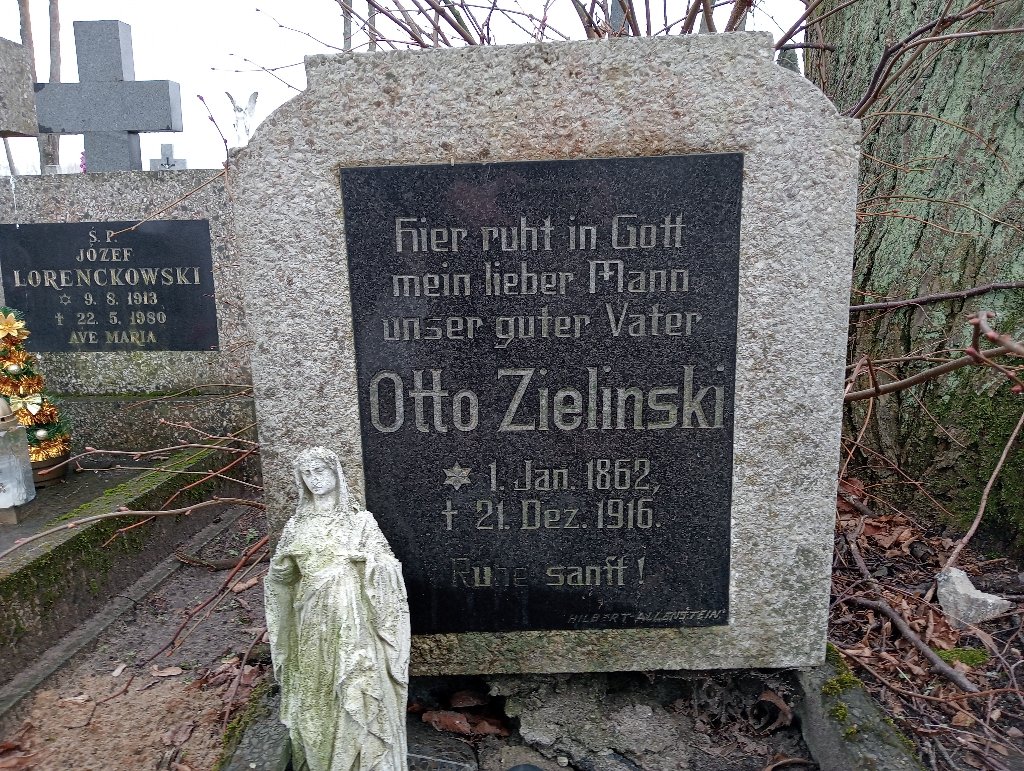 Ś. P.
JÓZEF
LORENCKOWSKI
✡ 9. 8. 1913
† 22. 5. 1980
AVE MARIA
Hier ruht in Gott
mein lieber Mann
unser guter Vater
Otto Zielinski
* 1. Jan. 1862,
† 21. Dez. 1916.
Ruhe sanft!
HILBERT-ALLENSTEIN